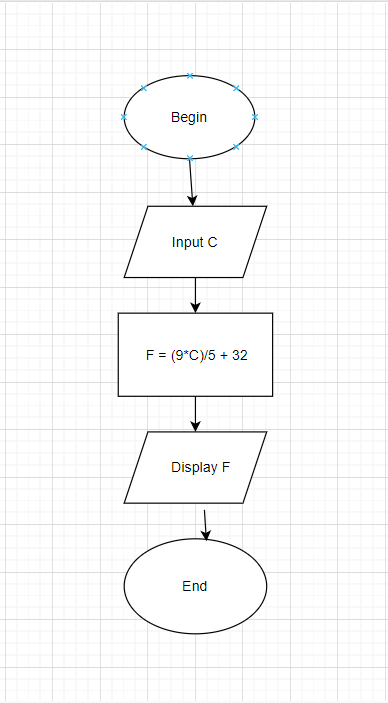 Begin
Input C
F = (9*C)/5 + 32
Display F
End